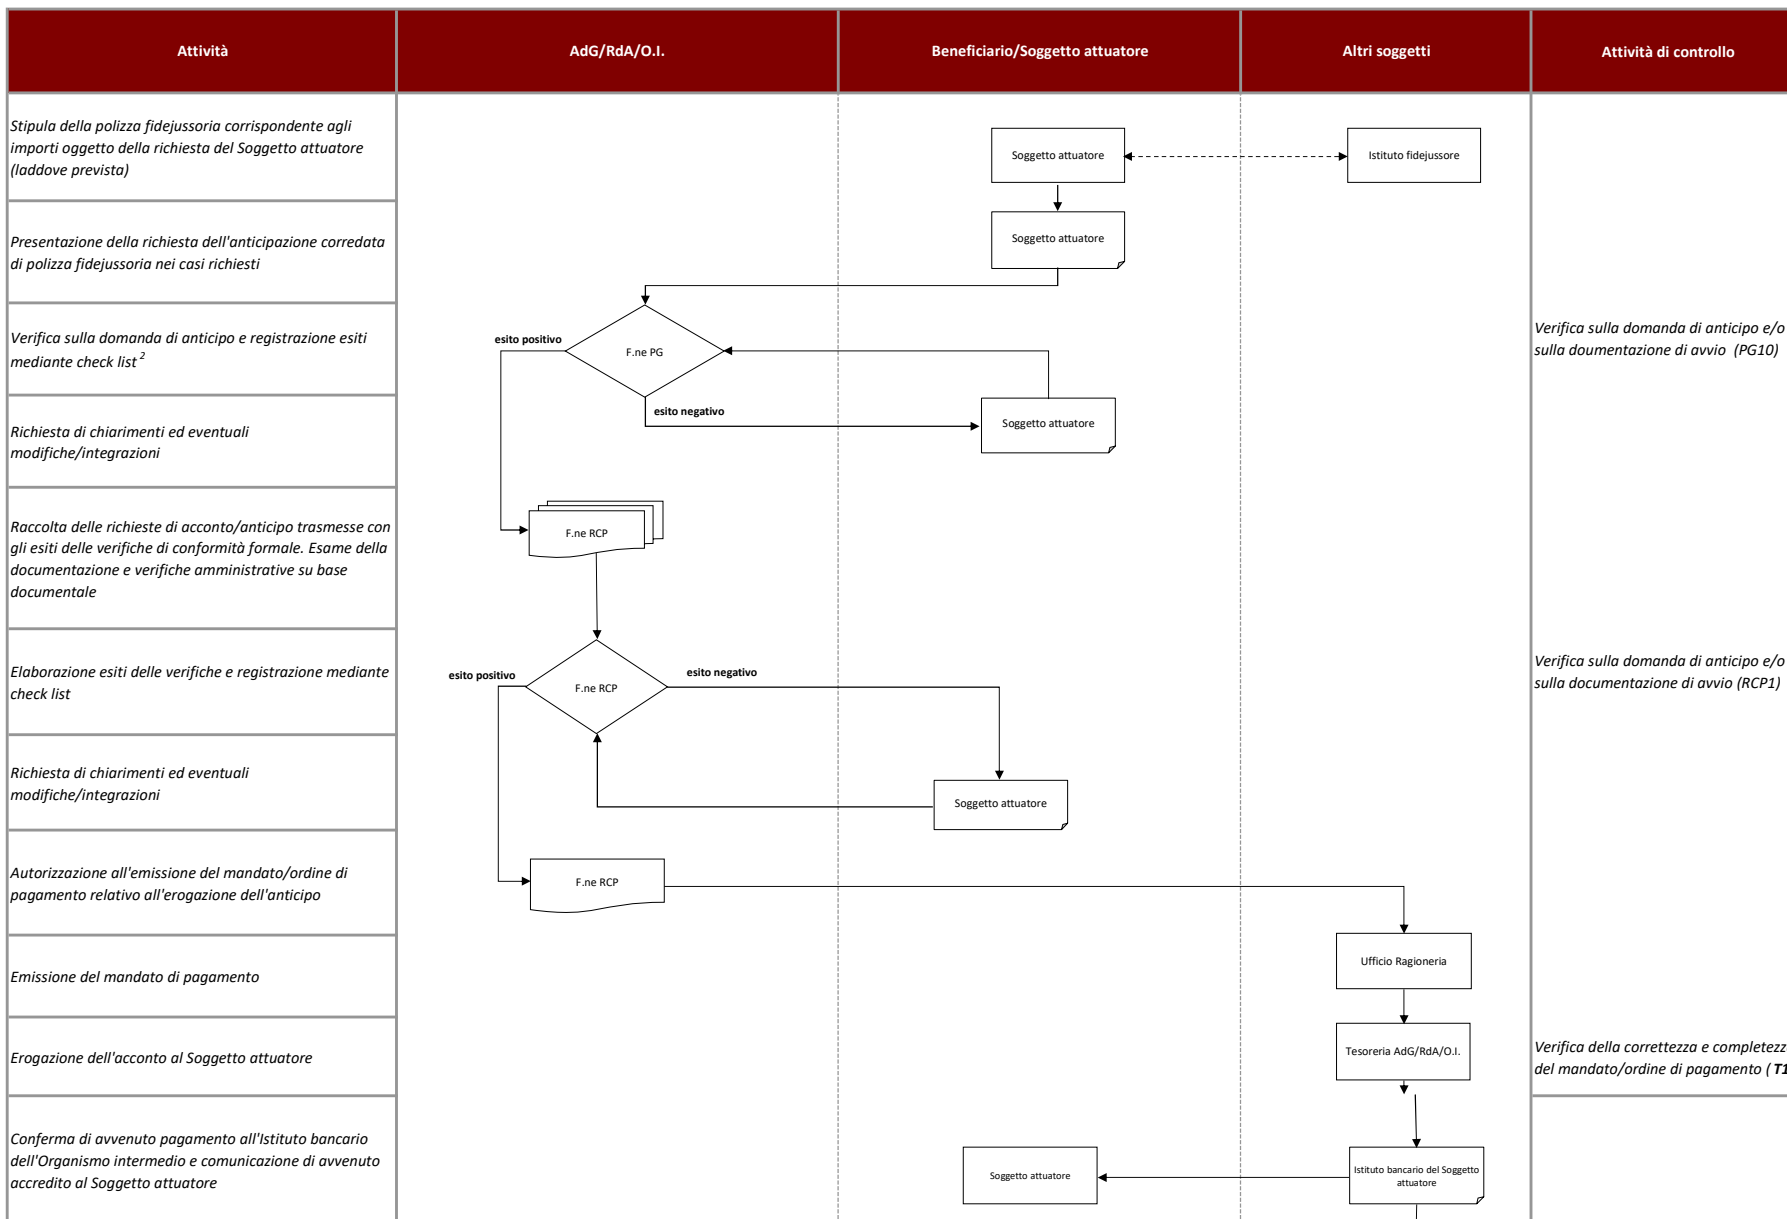 Attività
AdG/RdA/O.I.
Beneficiario/Soggetto attuatore
Altri soggetti
Attività di controllo
Stipula della polizza fidejussoria corrispondente agli
importi oggetto della richiesta del Soggetto attuatore
(laddove prevista)
Soggetto attuatore
Istituto fidejussore
Presentazione della richiesta dell'anticipazione corredata
di polizza fidejussoria nei casi richiesti
Soggetto attuatore
Verifica sulla domanda di anticipo e registrazione esiti
mediante check list 2
esito positivo
F.ne PG
esito negativo
Verifica sulla domanda di anticipo e/o
sulla doumentazione di avvio (PG10)
Richiesta di chiarimenti ed eventuali
modifiche/integrazioni
Soggetto attuatore
Raccolta delle richieste di acconto/anticipo trasmesse con
gli esiti delle verifiche di conformità formale. Esame della
documentazione e verifiche amministrative su base
documentale
F.ne RCP
Elaborazione esiti delle verifiche e registrazione mediante
check list
esito positivo
F.ne RCP
esito negativo
Verifica sulla domanda di anticipo e/o
sulla documentazione di avvio (RCP1)
Richiesta di chiarimenti ed eventuali
modifiche/integrazioni
Soggetto attuatore
Autorizzazione all'emissione del mandato/ordine di
pagamento relativo all'erogazione dell'anticipo
F.ne RCP
Emissione del mandato di pagamento
Ufficio Ragioneria
Erogazione dell'acconto al Soggetto attuatore
Tesoreria AdG/RdA/O.I.
Verifica della correttezza e completezz
del mandato/ordine di pagamento ( T1
Conferma di avvenuto pagamento all'Istituto bancario
dell'Organismo intermedio e comunicazione di avvenuto
accredito al Soggetto attuatore
Soggetto attuatore
Istituto bancario del Soggetto
attuatore